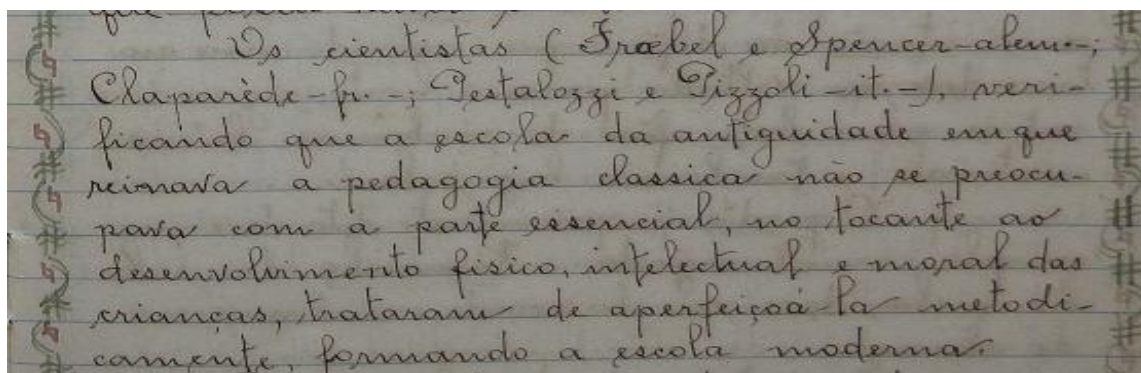 Os cientistas (Fræbel e Spencer-alem.-;
Claparède-fr.-; Pestalozzi e Pizzoli-it.-), veri-
ficando que a escola da antiguidade em que
reinava a pedagogia classica não se preocu-
pava com a parte essencial, no tocante ao
desenvolvimento fisico, intelectual e moral das
crianças, trataram de aperfeiçoá-la metodi-
camente, formando a escola moderna.